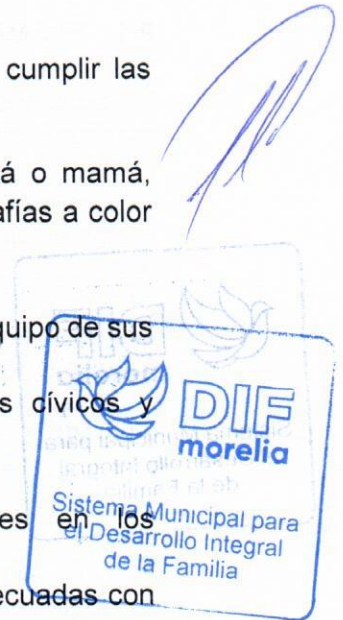 cumplir las
á o mamá,
afías a color
quipo de sus
s cívicos y
es en los
ecuadas con
DIF
morelia
Sistema Municipal para
el Desarrollo Integral
de la Familia